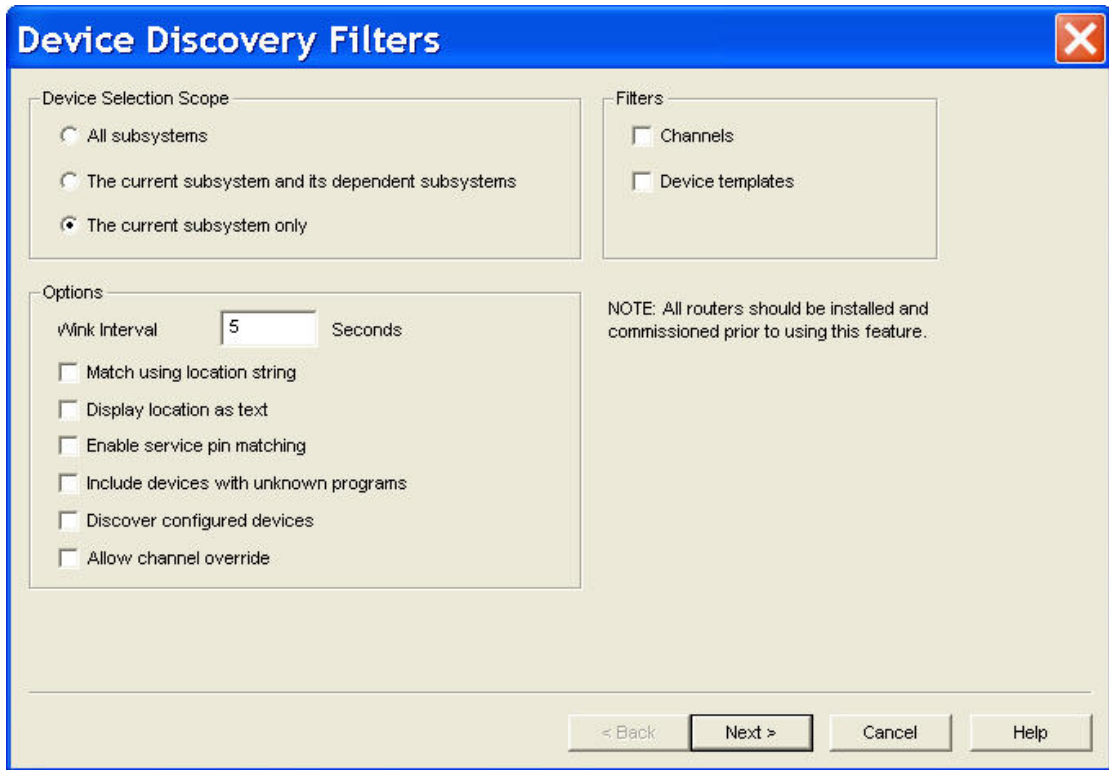 Device Discovery Filters
Device Selection Scope
All subsystems
The current subsystem and its dependent subsystems
The current subsystem only
Filters
Channels
Device templates
Options
Wink Interval 5 Seconds
Match using location string
Display location as text
Enable service pin matching
Include devices with unknown programs
Discover configured devices
Allow channel override
NOTE: All routers should be installed and
commissioned prior to using this feature.
< Back Next > Cancel Help